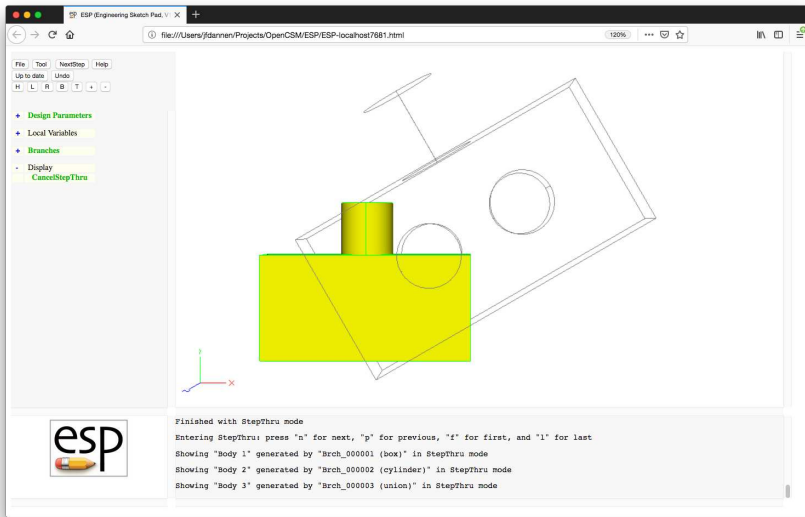 ESP (Engineering Sketch Pad, V
file:///Users/jfdannen/Projects/OpenCSM/ESP/ESP-localhost7681.html
120%
File Tool NextStep Help
Up to date Undo
H L R B T + -
+ Design Parameters
+ Local Variables
+ Branches
- Display
CancelStepThru
y
X
esp
Finished with StepThru mode
Entering StepThru: press "n" for next, "p" for previous, "f" for first, and "l" for last
Showing "Body 1" generated by "Brch_000001 (box)" in StepThru mode
Showing "Body 2" generated by "Brch_000002 (cylinder)" in StepThru mode
Showing "Body 3" generated by "Brch_000003 (union)" in StepThru mode